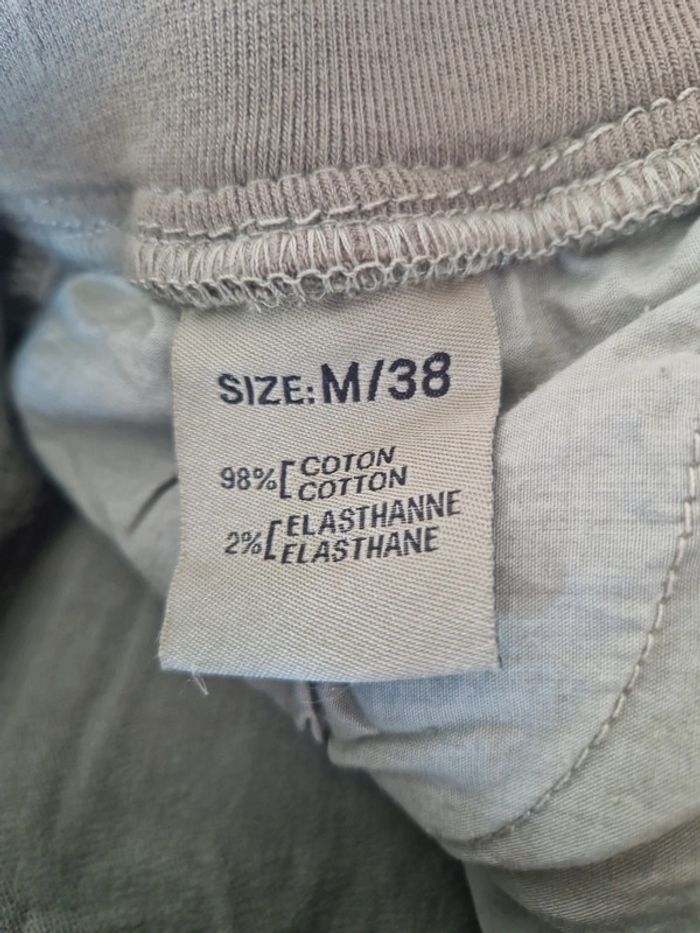 SIZE: M/38
98% [ COTON
COTTON
2% [ ELASTHANNE
ELASTHANE